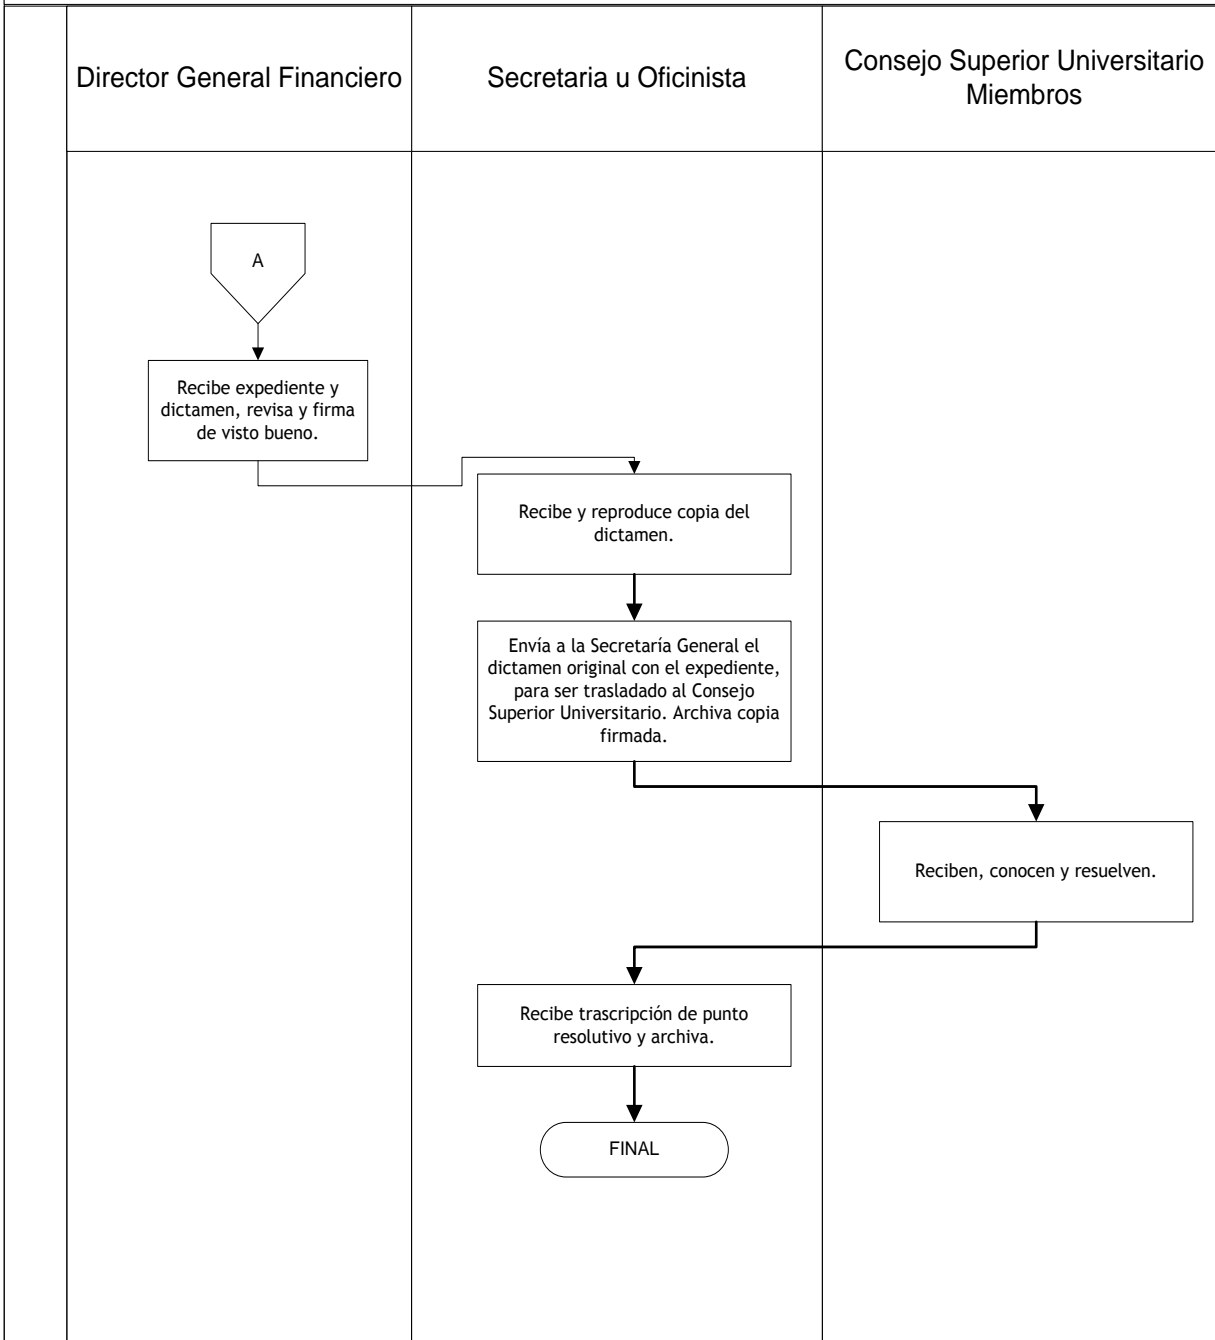 Director General Financiero
Secretaria u Oficinista
Consejo Superior Universitario
Miembros
A
Recibe expediente y
dictamen, revisa y firma
de visto bueno.
Recibe y reproduce copia del
dictamen.
Envía a la Secretaría General el
dictamen original con el expediente,
para ser trasladado al Consejo
Superior Universitario. Archiva copia
firmada.
Reciben, conocen y resuelven.
Recibe trascripción de punto
resolutivo y archiva.
FINAL